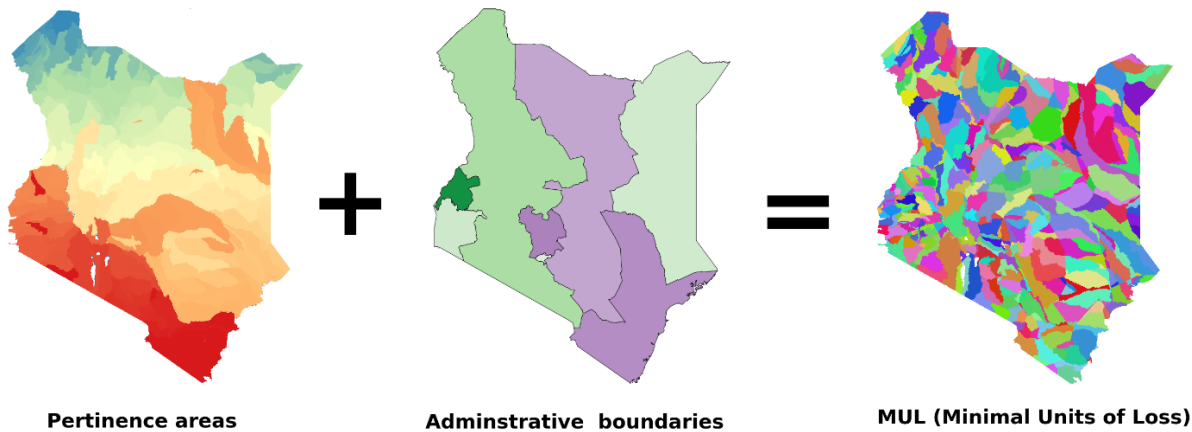 + =
Pertinence areas
Adminstrative boundaries
MUL (Minimal Units of Loss)